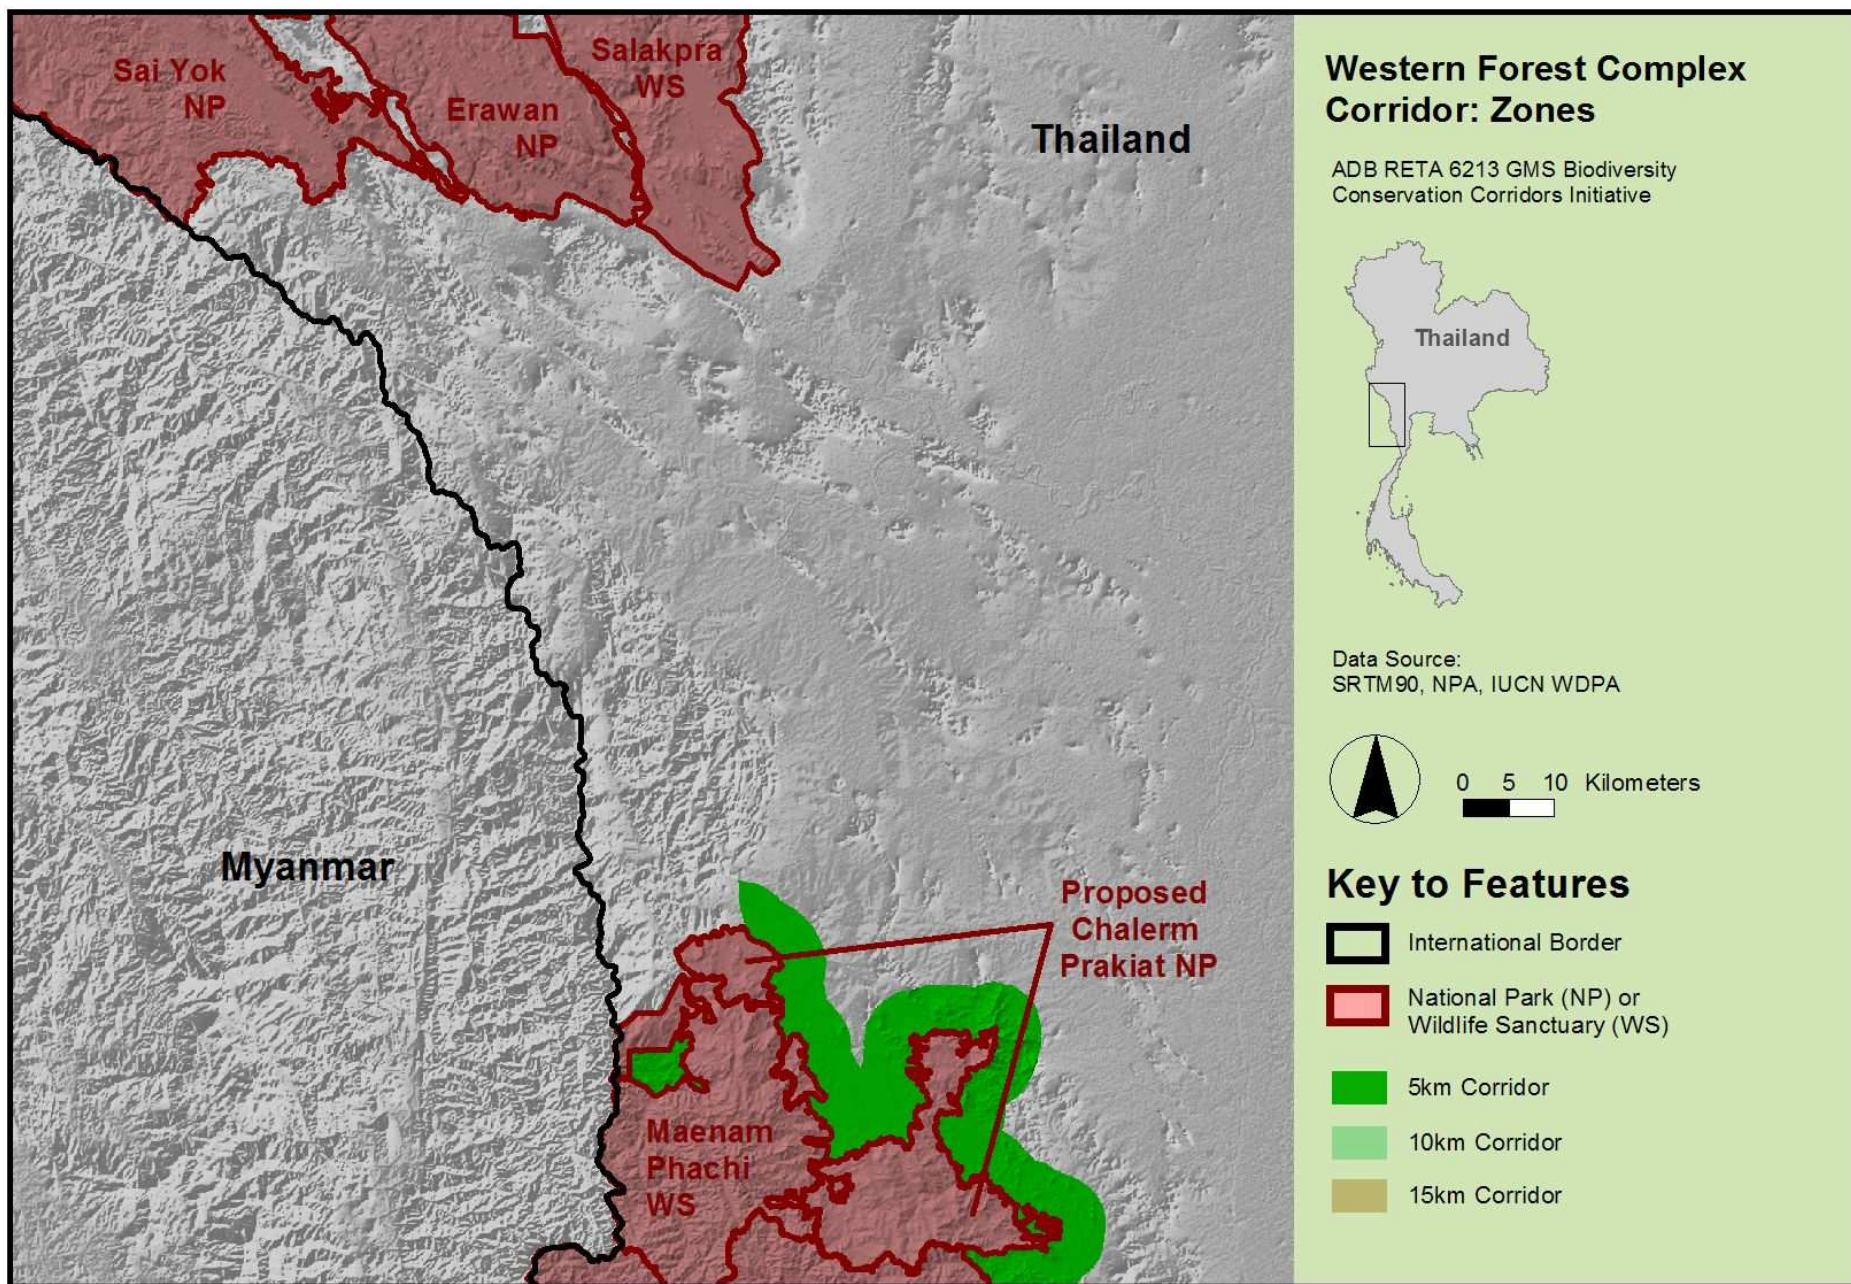 Sai Yok
NP
Erawan
NP
Salakpra
WS
Thailand
Myanmar
Proposed
Chalerm
Prakiat NP
Maenam
Phachi
WS
Western Forest Complex
Corridor: Zones
ADB RETA 6213 GMS Biodiversity
Conservation Corridors Initiative
Thailand
Data Source:
SRTM90, NPA, IUCN WDPA
0 5 10 Kilometers
Key to Features
International Border
National Park (NP) or
Wildlife Sanctuary (WS)
5km Corridor
10km Corridor
15km Corridor